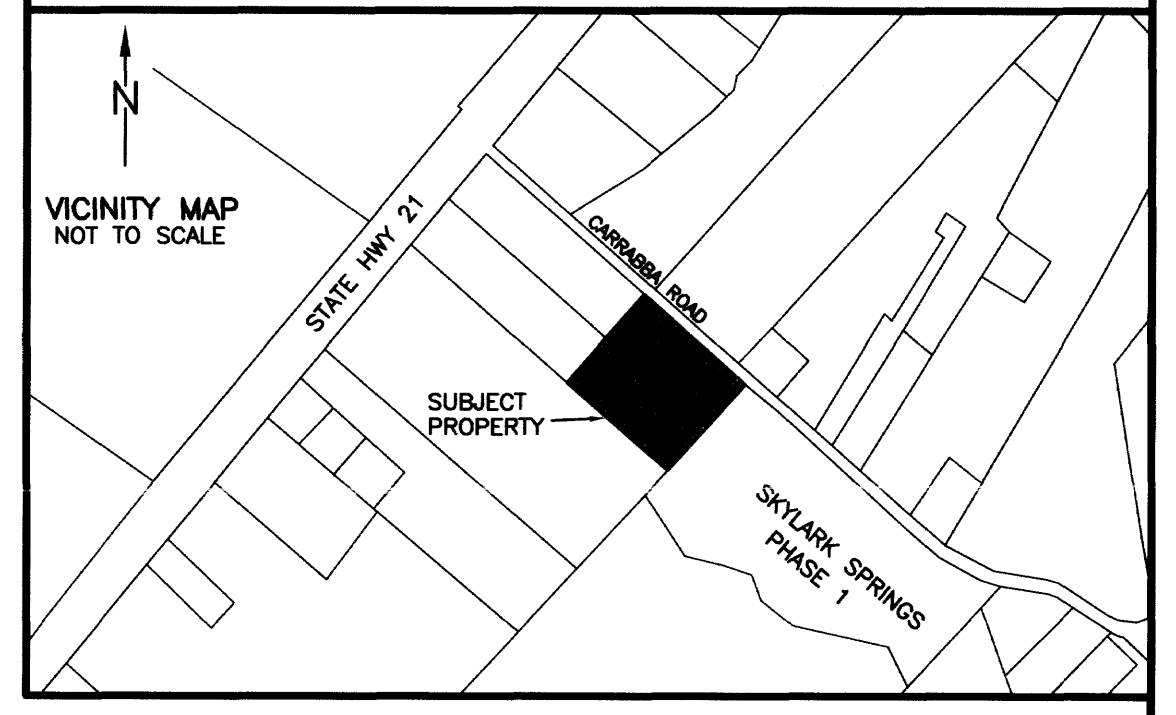 N
VICINITY MAP
NOT TO SCALE
STATE HWY 21
CARRABBA ROAD
SUBJECT
PROPERTY
SKYLARK SPRINGS
PHASE 1